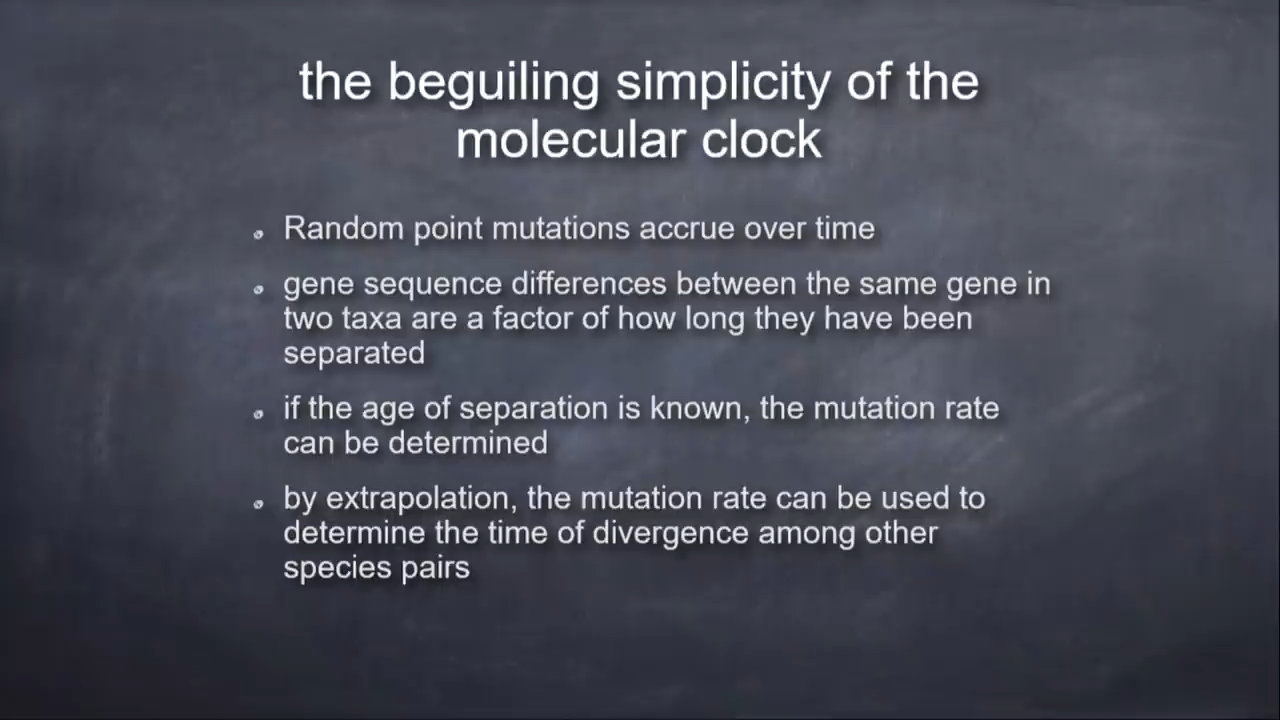 the beguiling simplicity of the
molecular clock
Random point mutations accrue over time
gene sequence differences between the same gene in
two taxa are a factor of how long they have been
separated
if the age of separation is known, the mutation rate
can be determined
by extrapolation, the mutation rate can be used to
determine the time of divergence among other
species pairs